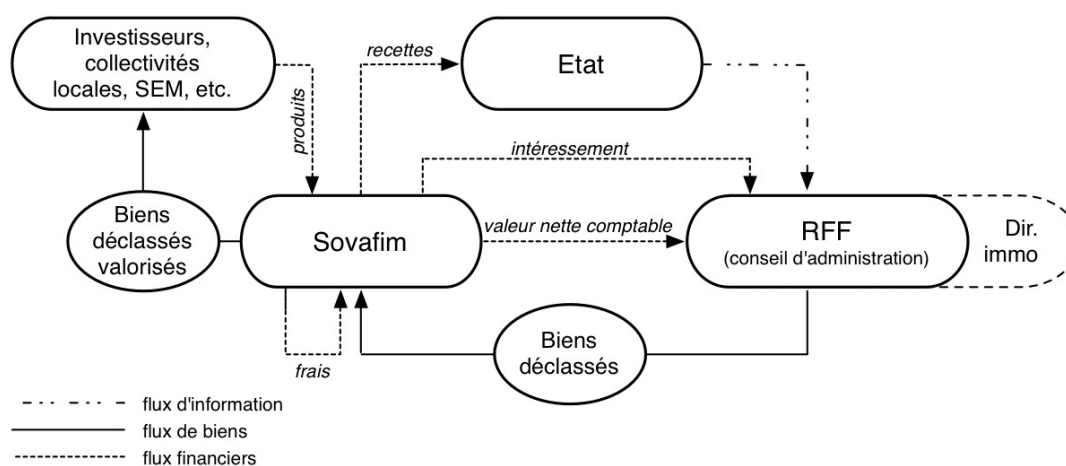 Investisseurs,
collectivités
locales, SEM, etc.
recettes
Etat
produits
intéressement
Biens
déclassés
valorisés
Sovafim
valeur nette comptable
RFF
(conseil d'administration)
Dir.
immo
frais
Biens
déclassés
flux d'information
flux de biens
flux financiers